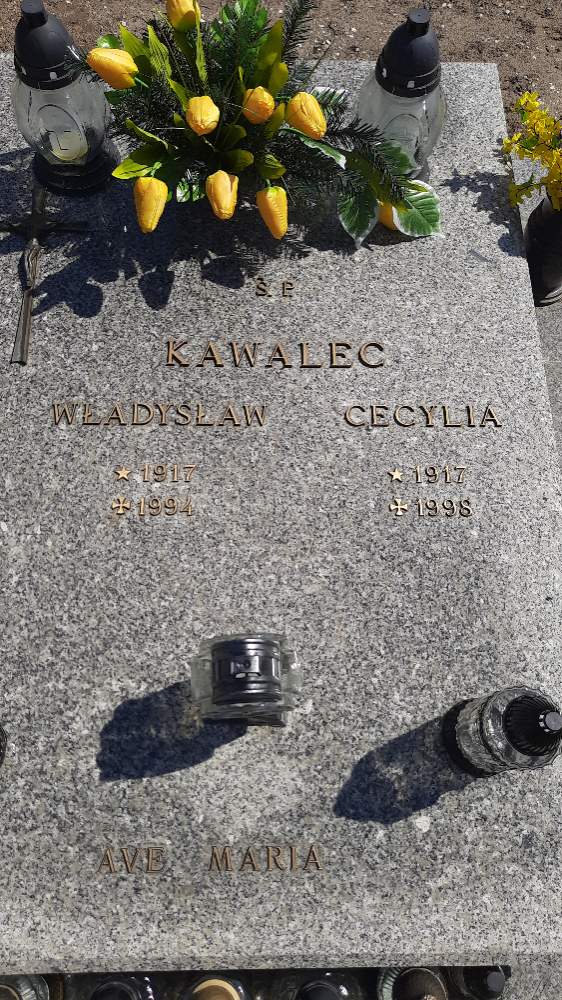 Ś. P.
KAWALEC
WŁADYSŁAW CECYLIA
★ 1917 ★ 1917
✠ 1994 ✠ 1998
AVE MARIA